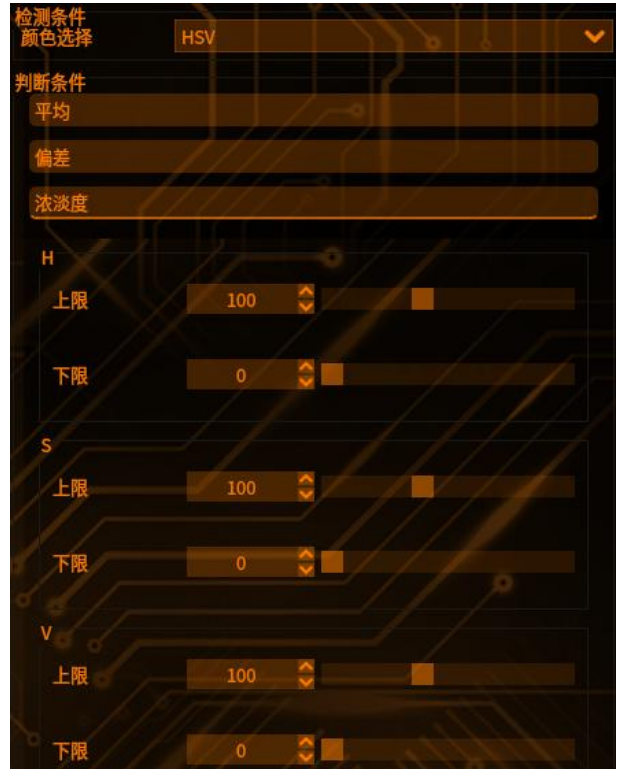 检测条件
颜色选择 HSV
判断条件
平均
偏差
浓淡度
H
上限 100
下限 0
S
上限 100
下限 0
V
上限 100
下限 0